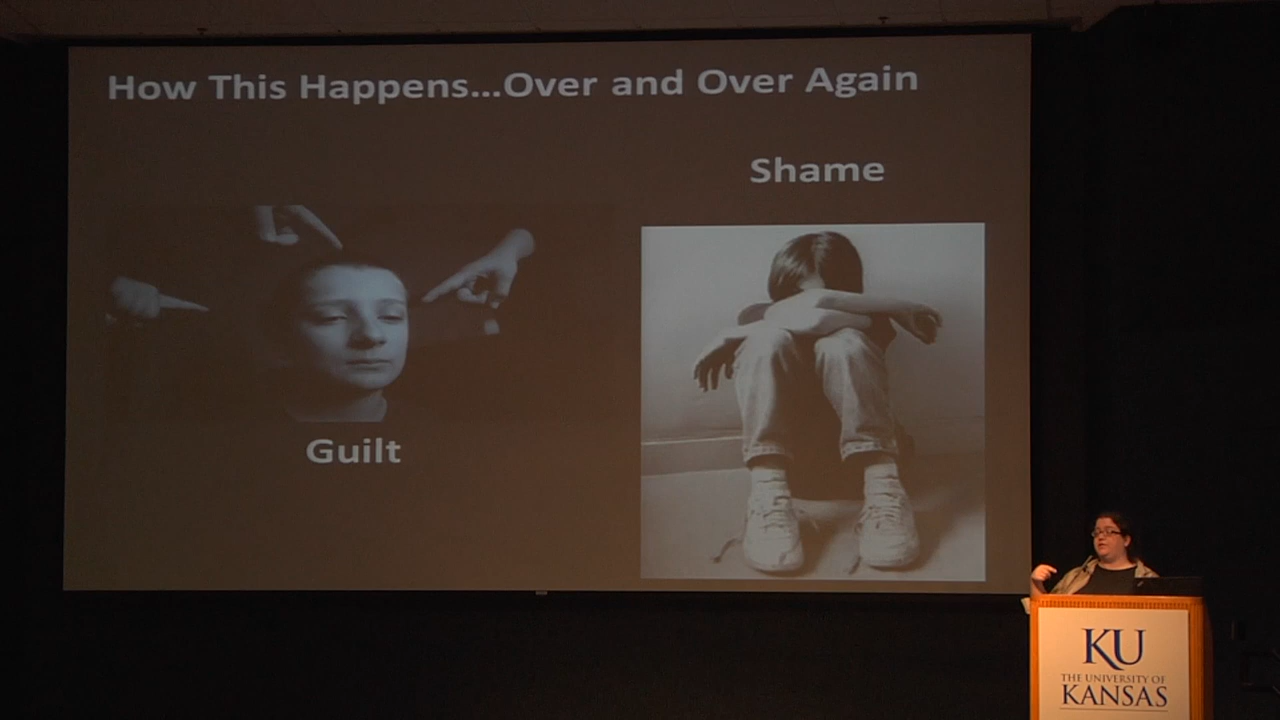 How This Happens...Over and Over Again
Shame
Guilt
KU
THE UNIVERSITY OF
KANSAS